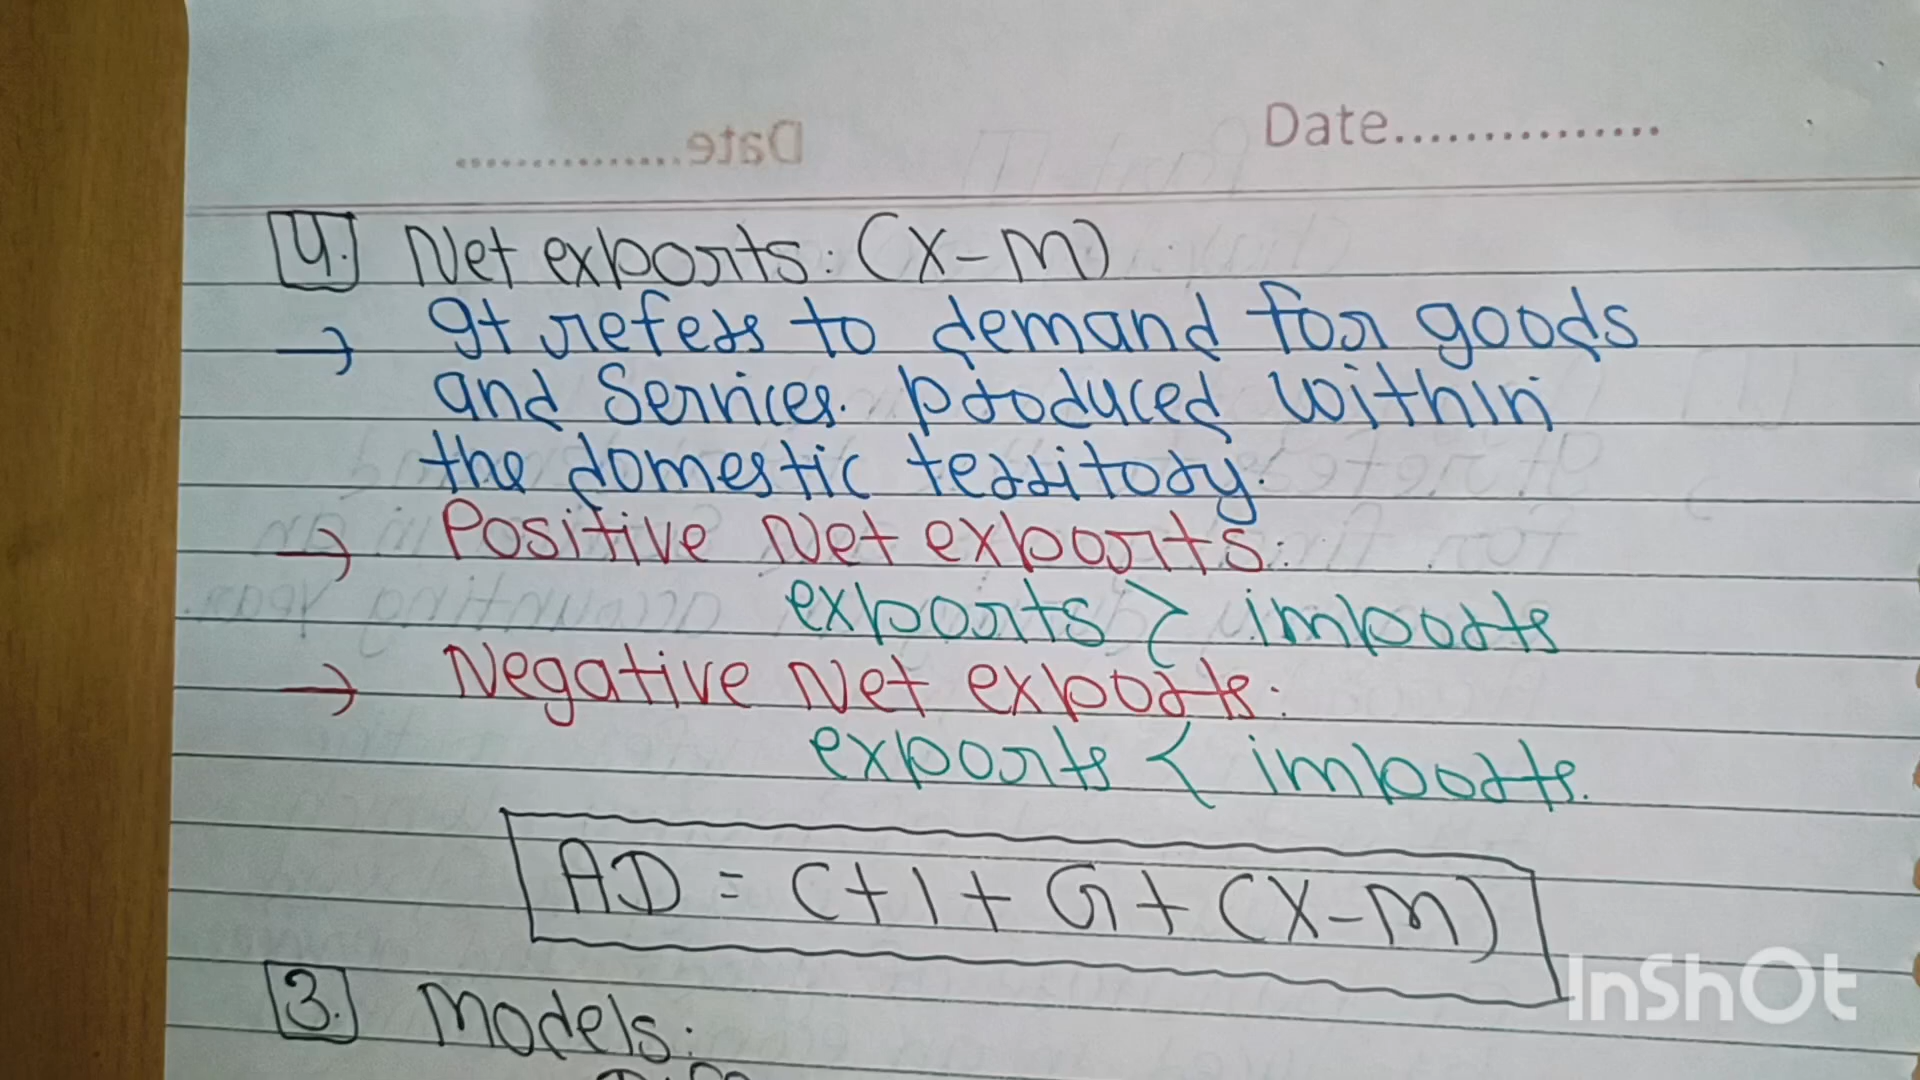 Date...............
Date...............
4. Net exports: (X-M)
→ It refers to demand for goods
and Services. produced within
the domestic territory.
→ Positive Net exports:
exports > imports
→ Negative Net exports:
exports < imports.
AD = C+I+G+(X-M)
3. Models:
InShOt